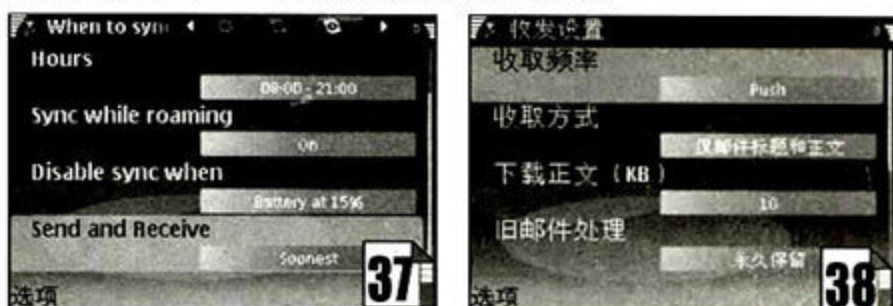 When to syn
Hours
08:00 - 21:00
Sync while roaming
On
Disable sync when
Battery at 15%
Send and Receive
Soonest
选项
37
收发设置
收取频率
Push
收取方式
仅邮件标题和正文
下载正文（KB）
10
旧邮件处理
永久保留
选项
38